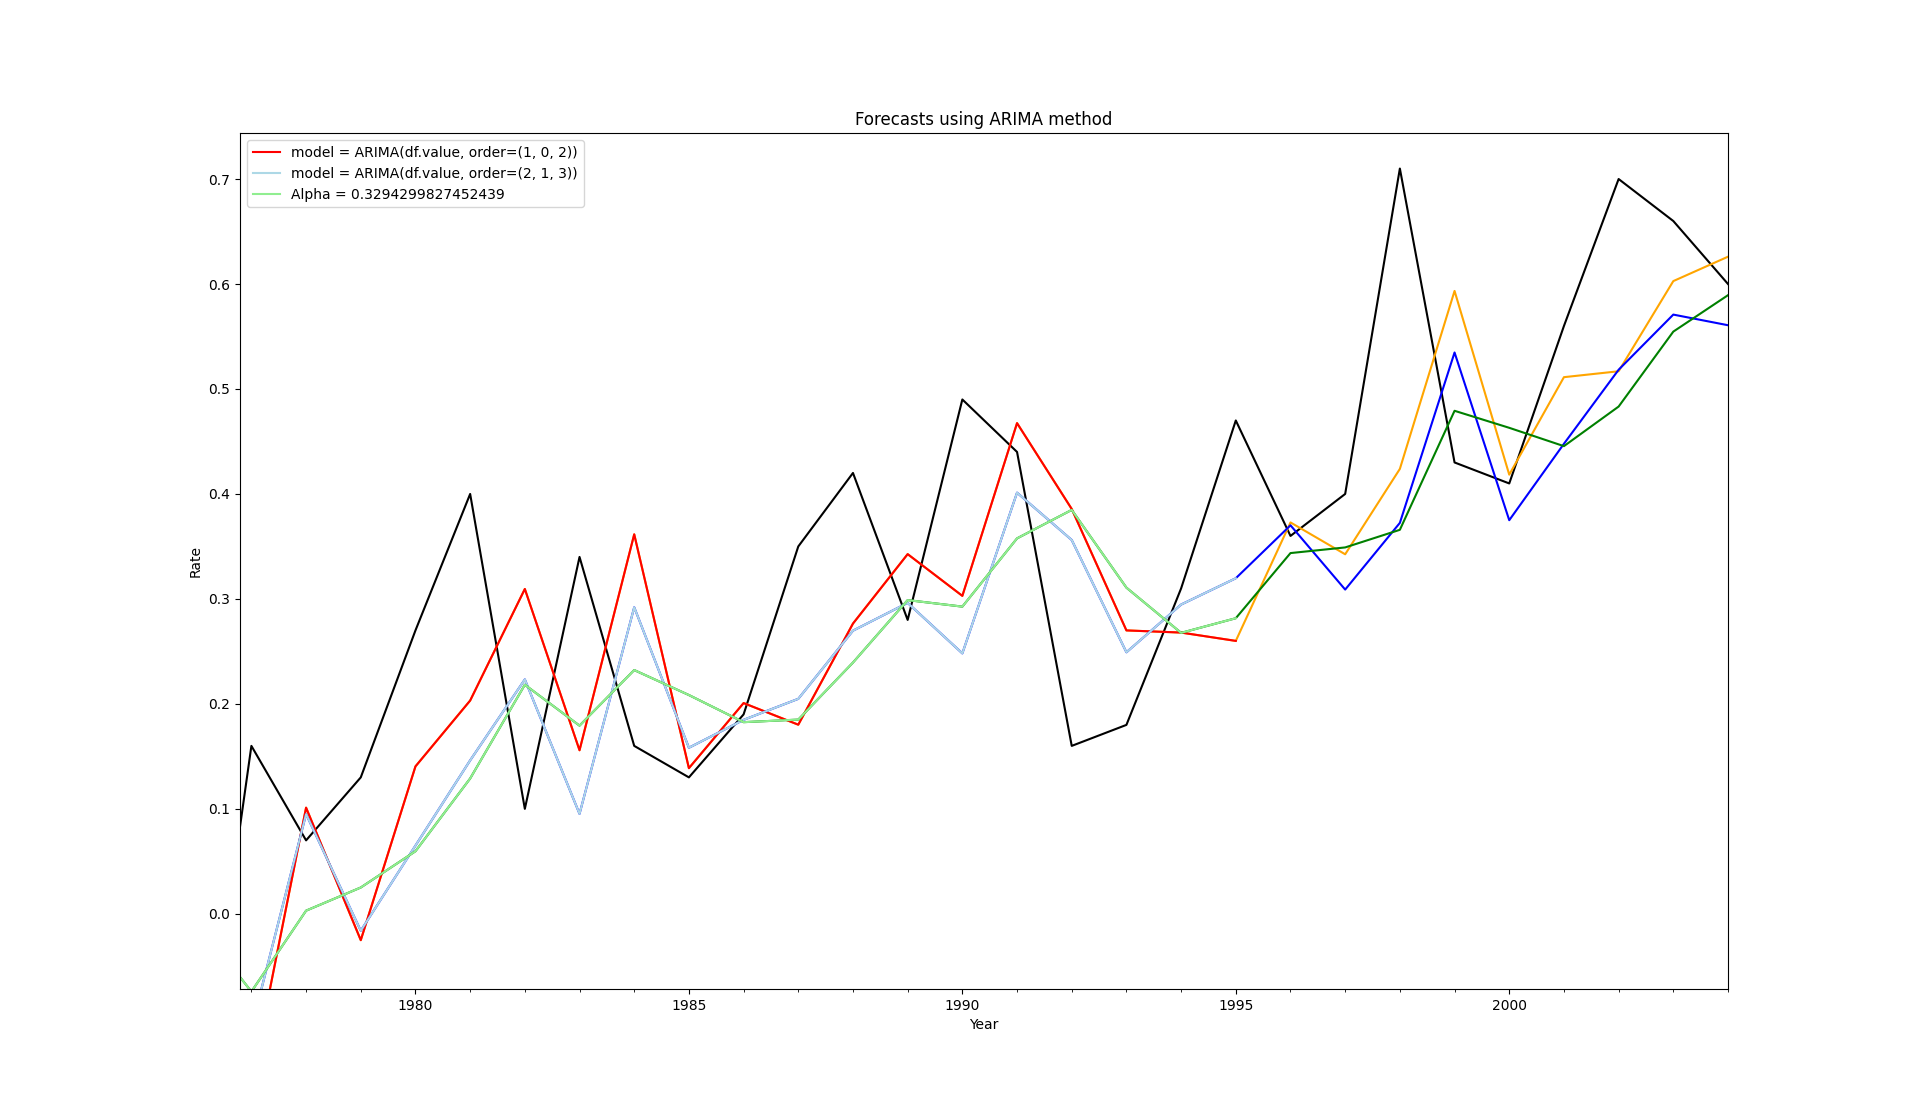 Forecasts using ARIMA method
model = ARIMA(df.value, order=(1, 0, 2))
model = ARIMA(df.value, order=(2, 1, 3))
Alpha = 0.3294299827452439
0.7
0.6
0.5
0.4
0.3
0.2
0.1
0.0
Rate
1980 1985 1990 1995 2000
Year